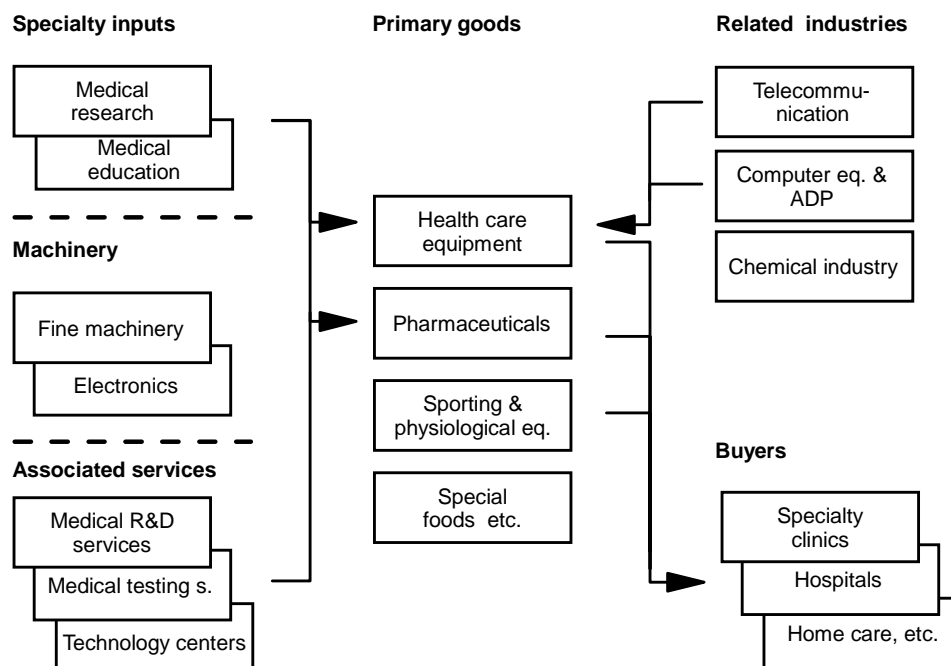 Specialty inputs
Medical
research
Medical
education
Machinery
Fine machinery
Electronics
Associated services
Medical R&D
services
Medical testing s.
Technology centers
Primary goods
Health care
equipment
Pharmaceuticals
Sporting &
physiological eq.
Special
foods etc.
Related industries
Telecommu-
nication
Computer eq. &
ADP
Chemical industry
Buyers
Specialty
clinics
Hospitals
Home care, etc.